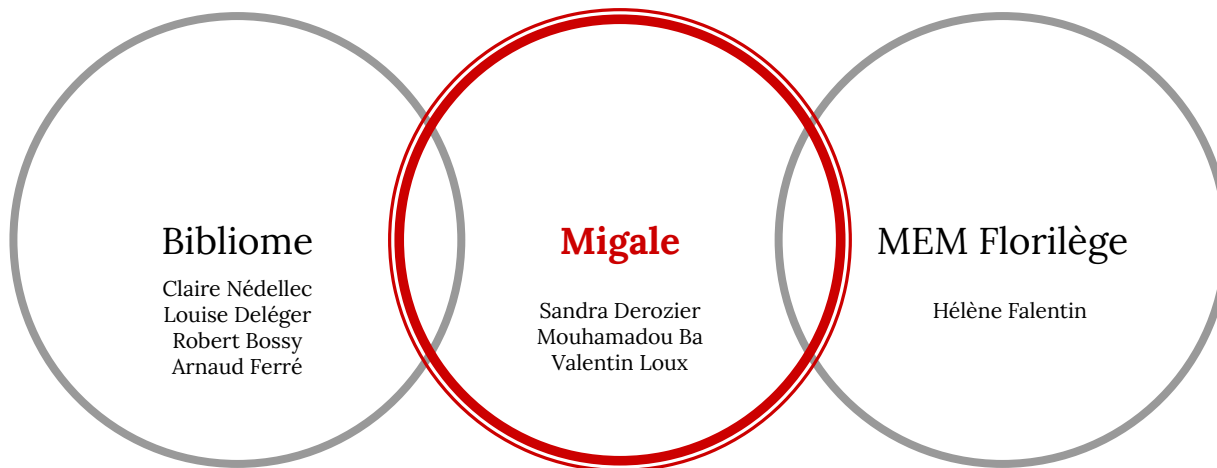 Bibliome
Claire Nédellec
Louise Deléger
Robert Bossy
Arnaud Ferré
Migale
Sandra Derozier
Mouhamadou Ba
Valentin Loux
MEM Florilège
Hélène Falentin